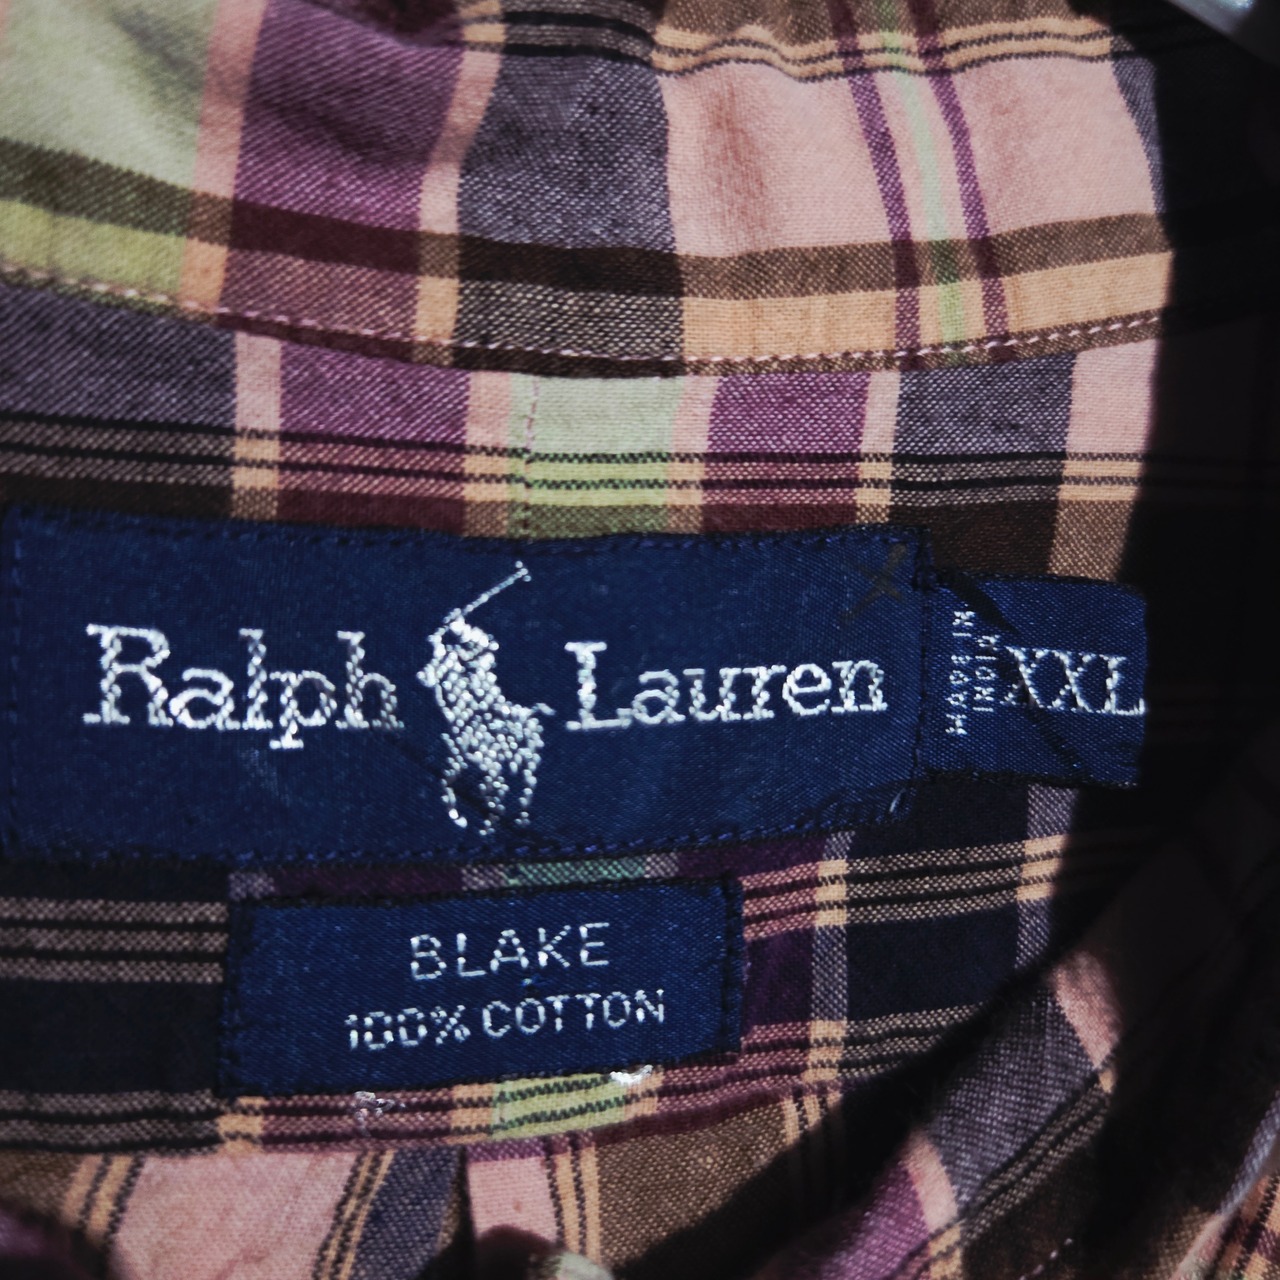 Ralph Lauren
MADE IN
INDIA
XXL
BLAKE
100% COTTON